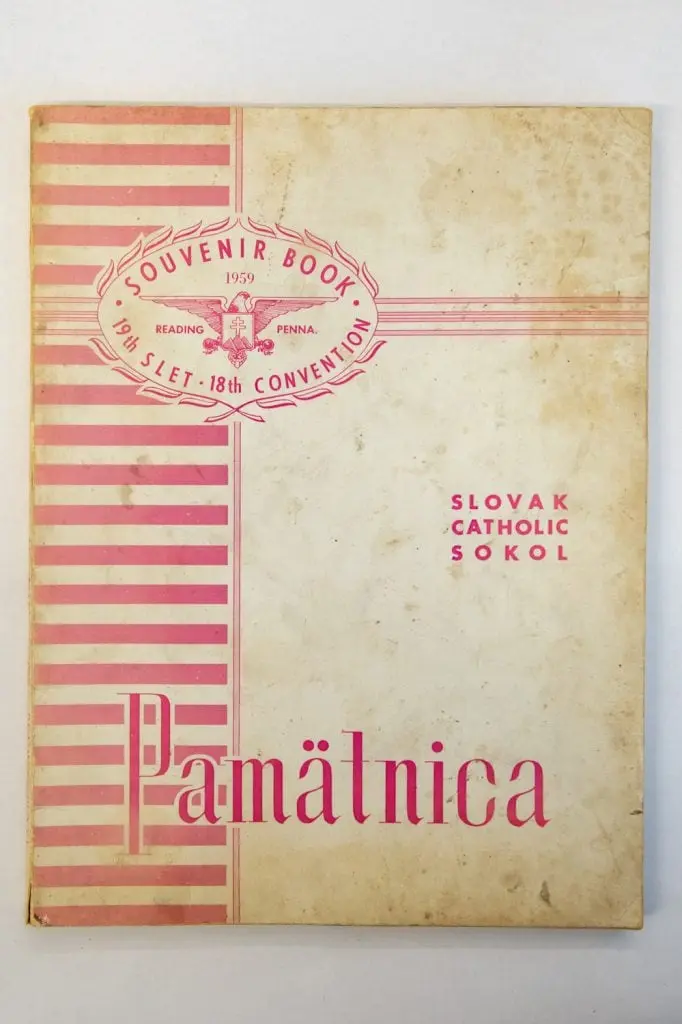 • SOUVENIR BOOK •
1959
READING PENNA.
19th SLET • 18th CONVENTION
SLOVAK
CATHOLIC
SOKOL
Pamätnica